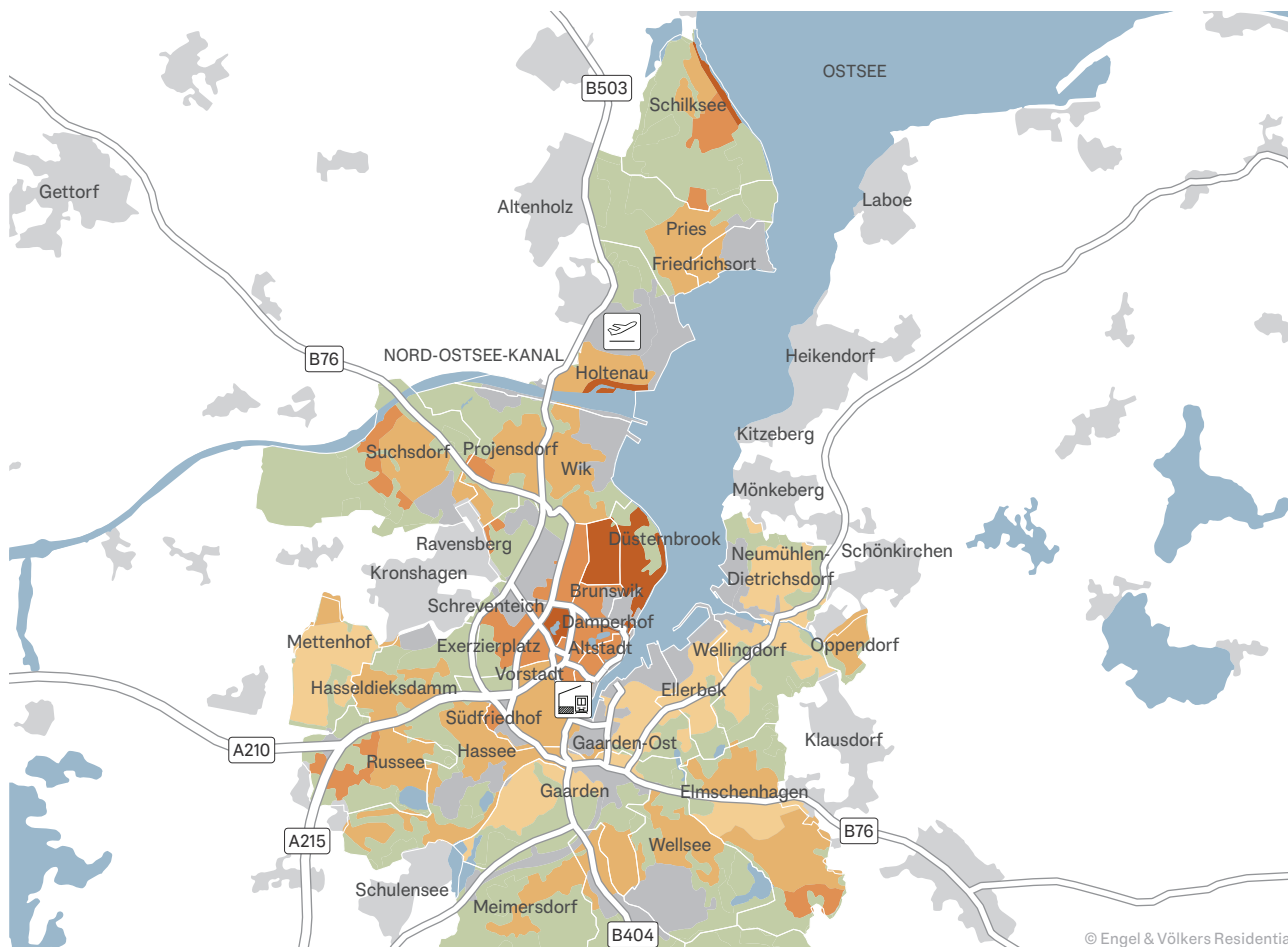 OSTSEE
B503
Schilksee
Gettorf
Altenholz
Laboe
Pries
Friedrichsort
B76
NORD-OSTSEE-KANAL
Heikendorf
Holtenau
Kitzeberg
Suchsdorf
Projensdorf
Wik
Mönkeberg
Ravensberg
Düsternbrook
Neumühlen-
Dietrichsdorf
Schönkirchen
Kronshagen
Brunswik
Schreventeich
Damperhof
Mettenhof
Exerzierplatz
Altstadt
Wellingdorf
Oppendorf
Vorstadt
Hasseldieksdamm
Ellerbek
Südfriedhof
A210
Hassee
Gaarden-Ost
Klausdorf
Russee
Gaarden
Elmschenhagen
A215
B76
Wellsee
Schulensee
Meimersdorf
B404
© Engel & Völkers Residentia